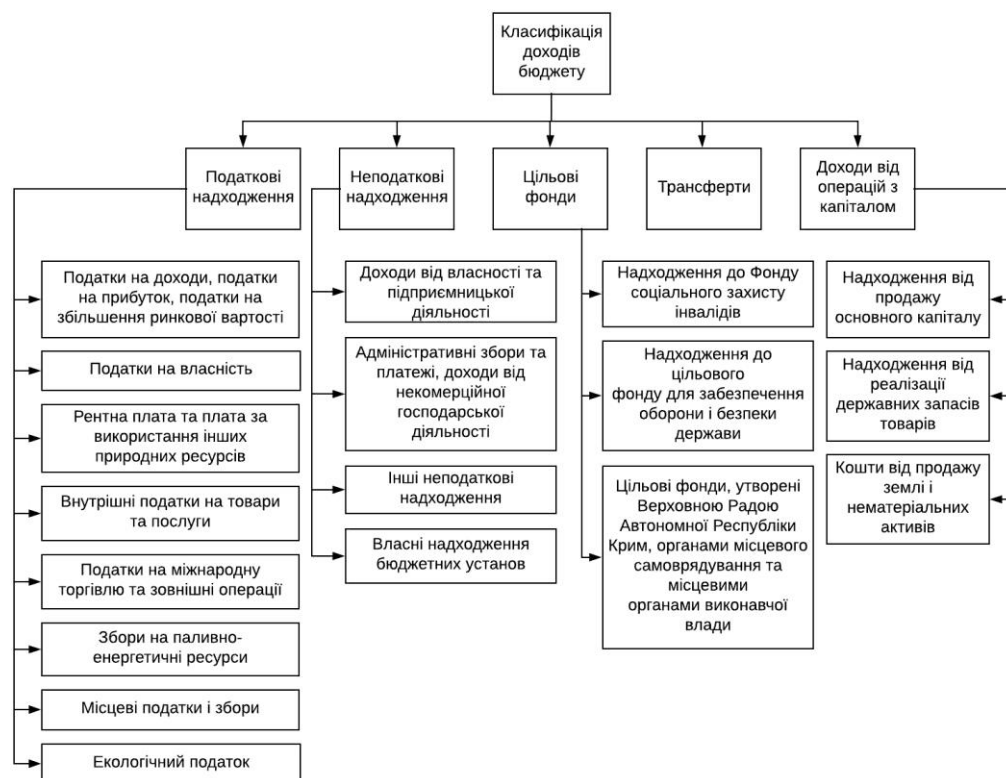 Класифікація
доходів
бюджету
Податкові
надходження
Неподаткові
надходження
Цільові
фонди
Трансферти
Доходи від
операцій з
капіталом
Податки на доходи, податки
на прибуток, податки на
збільшення ринкової вартості
Податки на власність
Рентна плата та плата за
використання інших
природних ресурсів
Внутрішні податки на товари
та послуги
Податки на міжнародну
торгівлю та зовнішні операції
Збори на паливно-
енергетичні ресурси
Місцеві податки і збори
Екологічний податок
Доходи від власності та
підприємницької
діяльності
Адміністративні збори та
платежі, доходи від
некомерційної
господарської
діяльності
Інші неподаткові
надходження
Власні надходження
бюджетних установ
Надходження до Фонду
соціального захисту
інвалідів
Надходження до
цільового
фонду для забезпечення
оборони і безпеки
держави
Цільові фонди, утворені
Верховною Радою
Автономної Республіки
Крим, органами місцевого
самоврядування та
місцевими
органами виконавчої
влади
Надходження від
продажу
основного капіталу
Надходження від
реалізації
державних запасів
товарів
Кошти від продажу
землі і
нематеріальних
активів